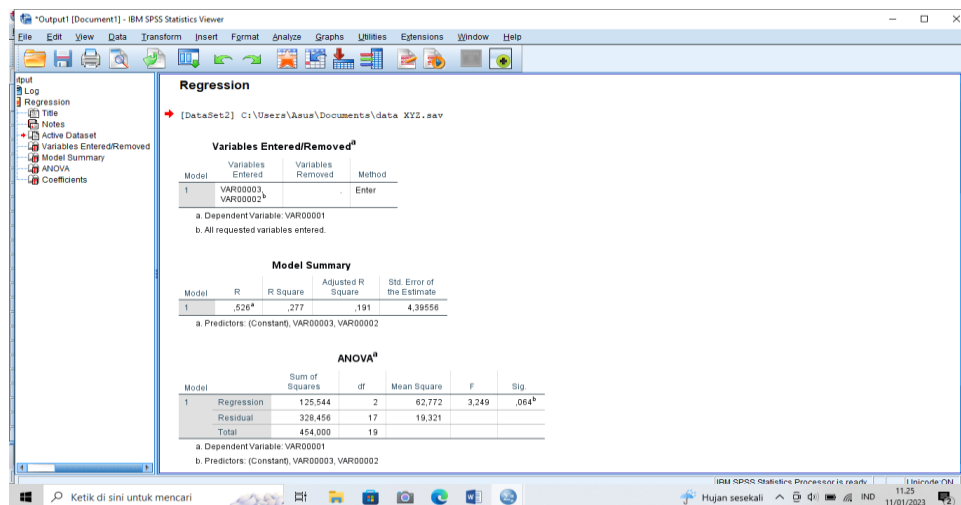 *Output1 [Document1] - IBM SPSS Statistics Viewer
File Edit View Data Transform Insert Format Analyze Graphs Utilities Extensions Window Help
tput
Log
Regression
Title
Notes
Active Dataset
Variables Entered/Removed
Model Summary
ANOVA
Coefficients
Regression
[DataSet2] C:\Users\Asus\Documents\data XYZ.sav
Variables Entered/Removedᵃ
Model Variables Entered Variables Removed Method
1 VAR00003, VAR00002ᵇ . Enter
a. Dependent Variable: VAR00001
b. All requested variables entered.
Model Summary
Model R R Square Adjusted R Square Std. Error of the Estimate
1 ,526ᵃ ,277 ,191 4,39556
a. Predictors: (Constant), VAR00003, VAR00002
ANOVAᵃ
Model Sum of Squares df Mean Square F Sig.
1 Regression 125,544 2 62,772 3,249 ,064ᵇ
Residual 328,456 17 19,321
Total 454,000 19
a. Dependent Variable: VAR00001
b. Predictors: (Constant), VAR00003, VAR00002
IBM SPSS Statistics Processor is ready Unicode:ON
Ketik di sini untuk mencari
Hujan sesekali
IND
11.25
11/01/2023
2